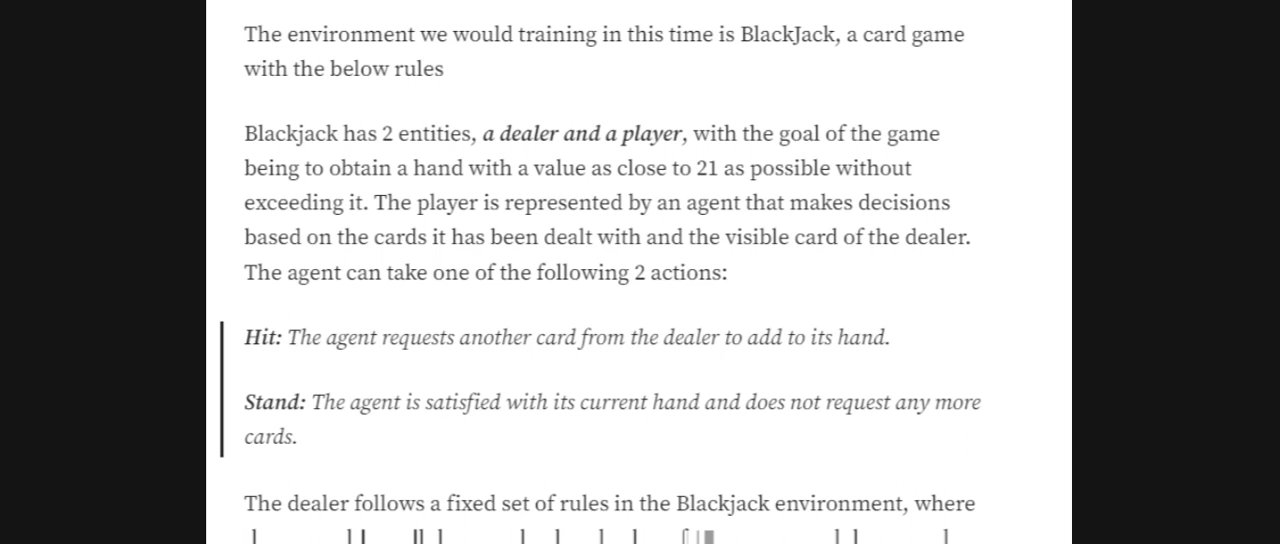 The environment we would training in this time is BlackJack, a card game
with the below rules
Blackjack has 2 entities, a dealer and a player, with the goal of the game
being to obtain a hand with a value as close to 21 as possible without
exceeding it. The player is represented by an agent that makes decisions
based on the cards it has been dealt with and the visible card of the dealer.
The agent can take one of the following 2 actions:
Hit: The agent requests another card from the dealer to add to its hand.
Stand: The agent is satisfied with its current hand and does not request any more
cards.
The dealer follows a fixed set of rules in the Blackjack environment, where